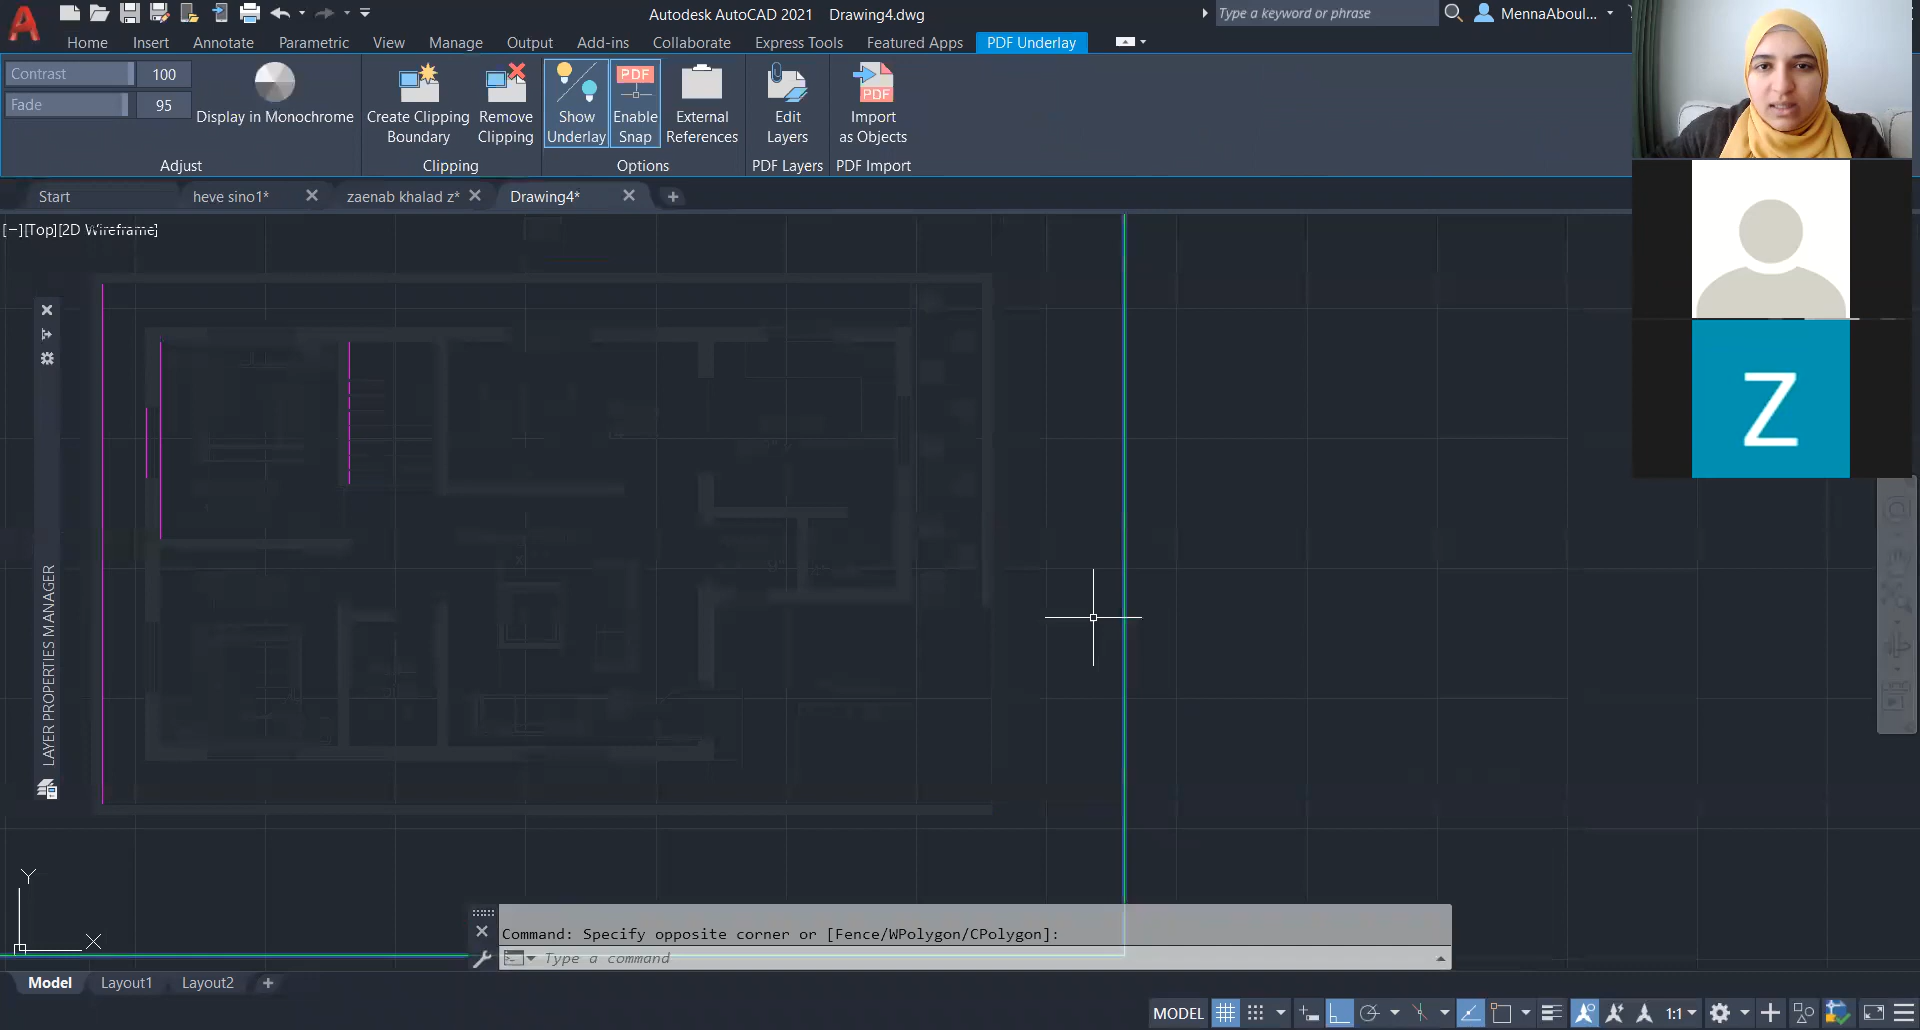 Autodesk AutoCAD 2021 Drawing4.dwg
Type a keyword or phrase
MennaAboul...
Home Insert Annotate Parametric View Manage Output Add-ins Collaborate Express Tools Featured Apps PDF Underlay
Contrast 100
Fade 95
Display in Monochrome
Create Clipping Boundary
Remove Clipping
Show Underlay
PDF
Enable Snap
External References
Edit Layers
PDF
Import as Objects
Adjust
Clipping
Options
PDF Layers
PDF Import
Start
heve sino1*
zaenab khalad z*
Drawing4*
[−][Top][2D Wireframe]
Z
LAYER PROPERTIES MANAGER
Y
X
Command: Specify opposite corner or [Fence/WPolygon/CPolygon]:
Type a command
Model Layout1 Layout2
MODEL
1:1